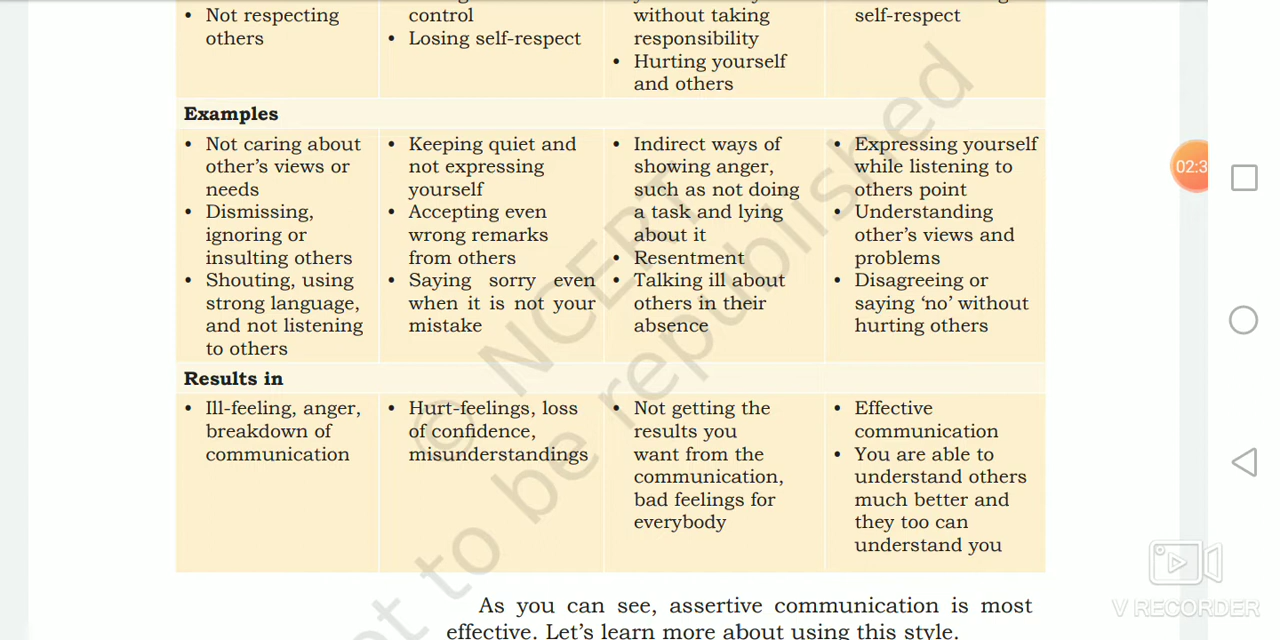 • Not respecting
others
control
• Losing self-respect
without taking
responsibility
• Hurting yourself
and others
self-respect
Examples
• Not caring about
other's views or
needs
• Dismissing,
ignoring or
insulting others
• Shouting, using
strong language,
and not listening
to others
• Keeping quiet and
not expressing
yourself
• Accepting even
wrong remarks
from others
• Saying sorry even
when it is not your
mistake
• Indirect ways of
showing anger,
such as not doing
a task and lying
about it
• Resentment
• Talking ill about
others in their
absence
• Expressing yourself
while listening to
others point
• Understanding
other's views and
problems
• Disagreeing or
saying 'no' without
hurting others
Results in
• Ill-feeling, anger,
breakdown of
communication
• Hurt-feelings, loss
of confidence,
misunderstandings
• Not getting the
results you
want from the
communication,
bad feelings for
everybody
• Effective
communication
• You are able to
understand others
much better and
they too can
understand you
As you can see, assertive communication is most
effective. Let's learn more about using this style.
© NCERT
not to be republished
02:3
V RECORDER